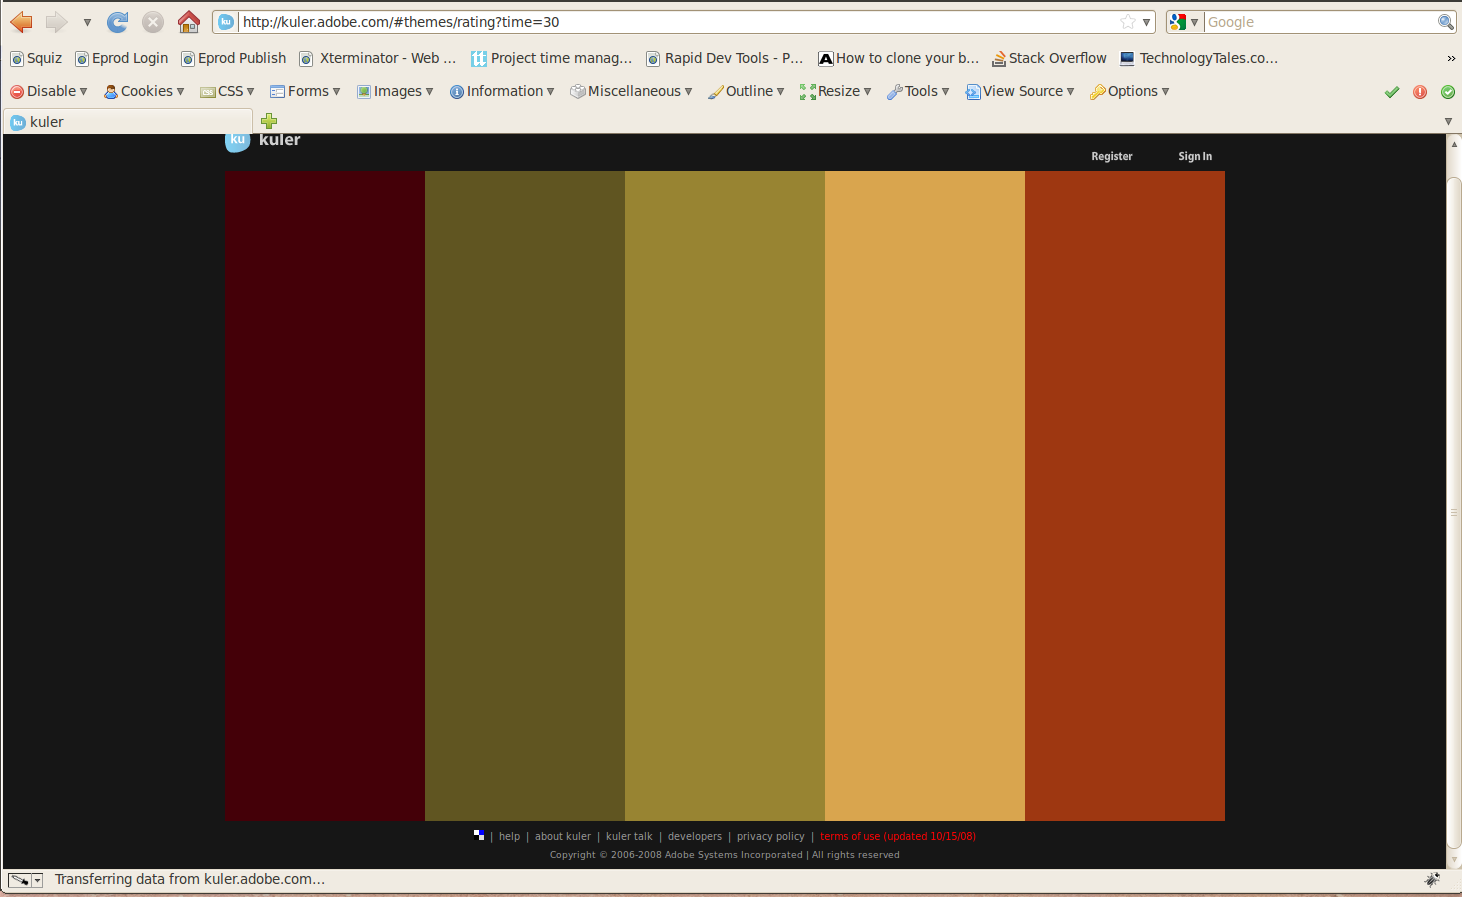 http://kuler.adobe.com/#themes/rating?time=30 Google
Squiz Eprod Login Eprod Publish Xterminator - Web ... Project time manag... Rapid Dev Tools - P... How to clone your b... Stack Overflow TechnologyTales.co... »
Disable Cookies CSS Forms Images Information Miscellaneous Outline Resize Tools View Source Options
kuler
ku kuler
Register Sign In
| help | about kuler | kuler talk | developers | privacy policy | terms of use (updated 10/15/08)
Copyright © 2006-2008 Adobe Systems Incorporated | All rights reserved
Transferring data from kuler.adobe.com...